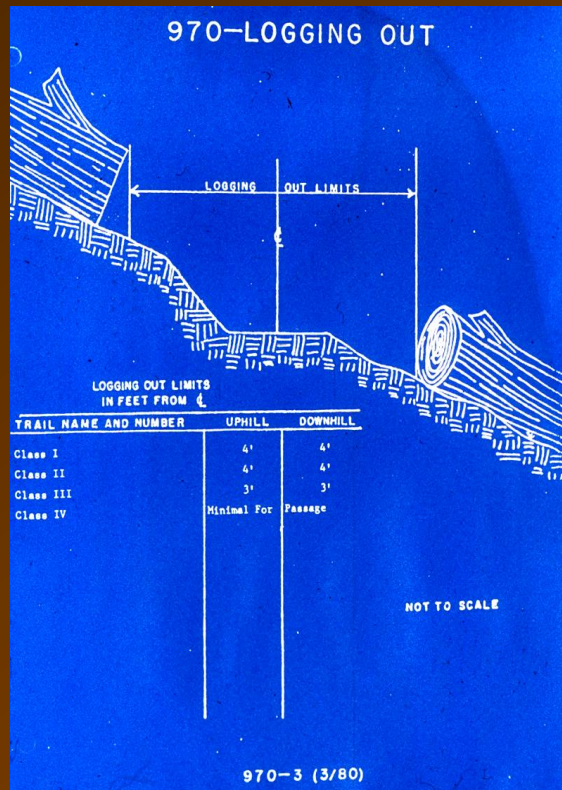 970—LOGGING OUT
LOGGING OUT LIMITS
℄
LOGGING OUT LIMITS
IN FEET FROM ℄
TRAIL NAME AND NUMBER UPHILL DOWNHILL
Class I 4' 4'
Class II 4' 4'
Class III 3' 3'
Class IV Minimal For Passage
NOT TO SCALE
970-3 (3/80)